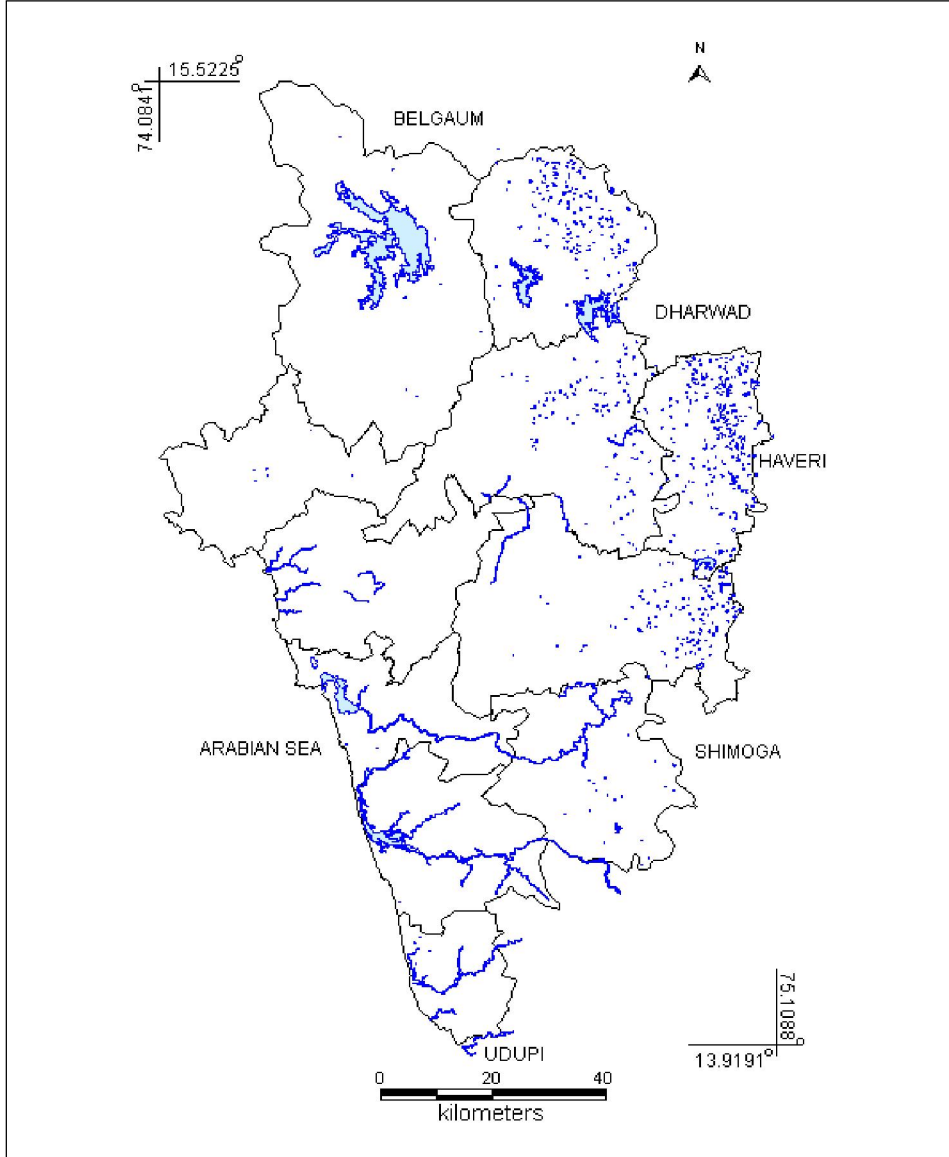 N
15.5225°
74.0841°
BELGAUM
DHARWAD
HAVERI
ARABIAN SEA
SHIMOGA
75.1088°
13.9191°
UDUPI
0 20 40
kilometers